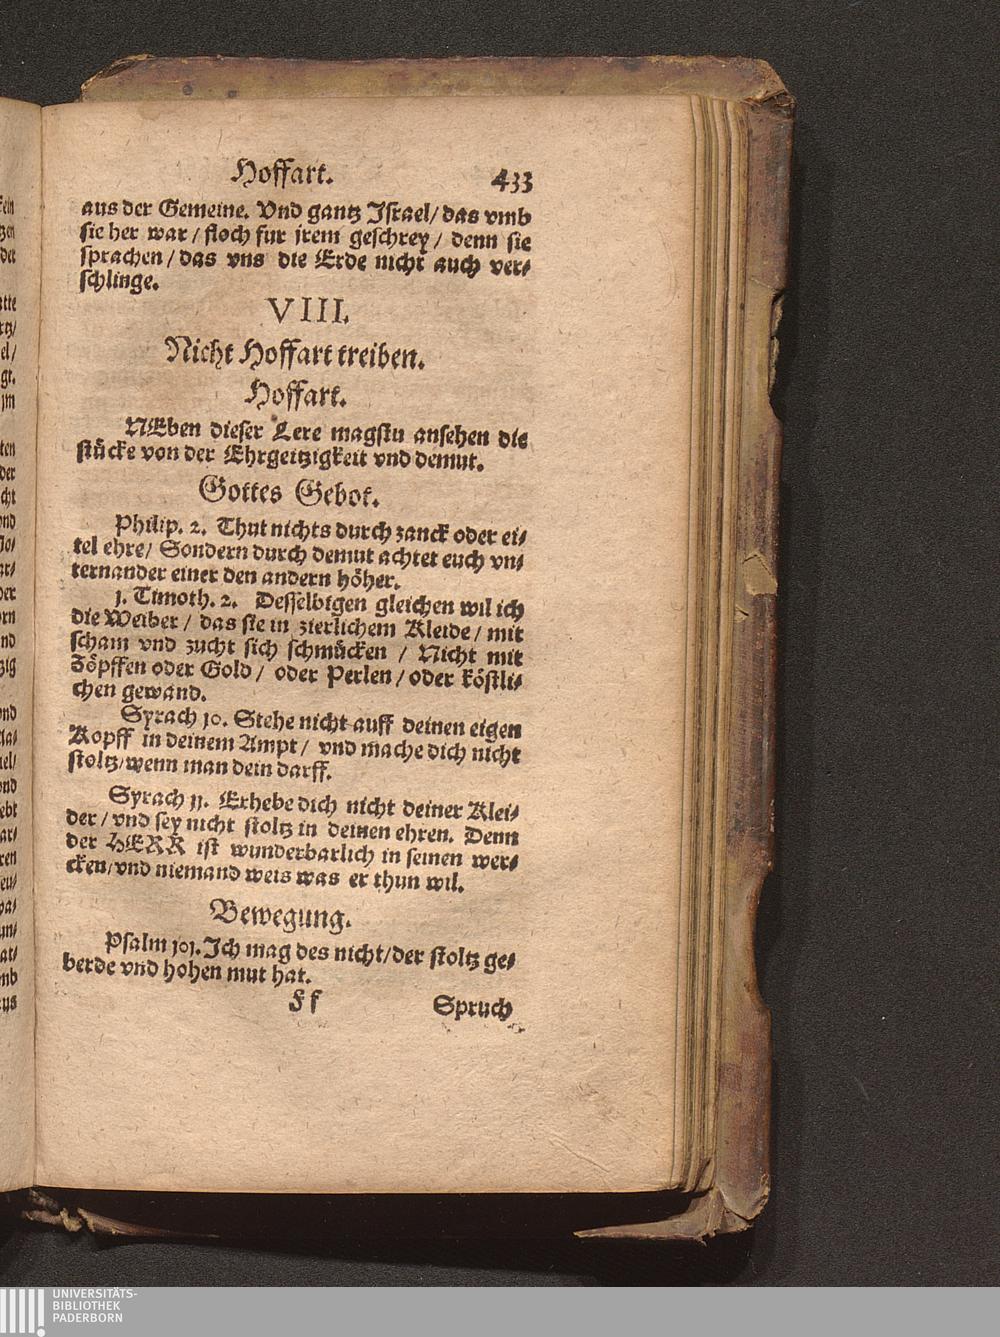 Hoffart. 433
aus der Gemeine. Vnd gantz Israel/ das vmb
sie her war / floch fur jrem geschrey / denn sie
sprachen / das vns die Erde nicht auch ver⸗
schlinge.
VIII.
Nicht Hoffart treiben.
Hoffart.
NEben dieser Lere magstu ansehen die
stücke von der Ehrgeitzigkeit vnd demut.
Gottes Gebot.
Philip. 2. Thut nichts durch zanck oder ei⸗
tel ehre/ Sondern durch demut achtet euch vn⸗
ternander einer den andern höher.
1. Timoth. 2. Desselbigen gleichen wil ich
die Weiber / das sie in zierlichem Kleide / mit
scham vnd zucht sich schmücken / Nicht mit
Zöpffen oder Gold / oder Perlen / oder köstli⸗
chen gewand.
Syrach 10. Stehe nicht auff deinen eigen
Kopff in deinem Ampt / vnd mache dich nicht
stoltz/ wenn man dein darff.
Syrach 11. Erhebe dich nicht deiner Klei⸗
der / vnd sey nicht stoltz in deinen ehren. Denn
der HERR ist wunderbarlich in seinen wer⸗
cken/ vnd niemand weis was er thun wil.
Bewegung.
Psalm 101. Ich mag des nicht/ der stoltz ge⸗
berde vnd hohen mut hat.
Ff Spruch
UNIVERSITÄTS-
BIBLIOTHEK
PADERBORN